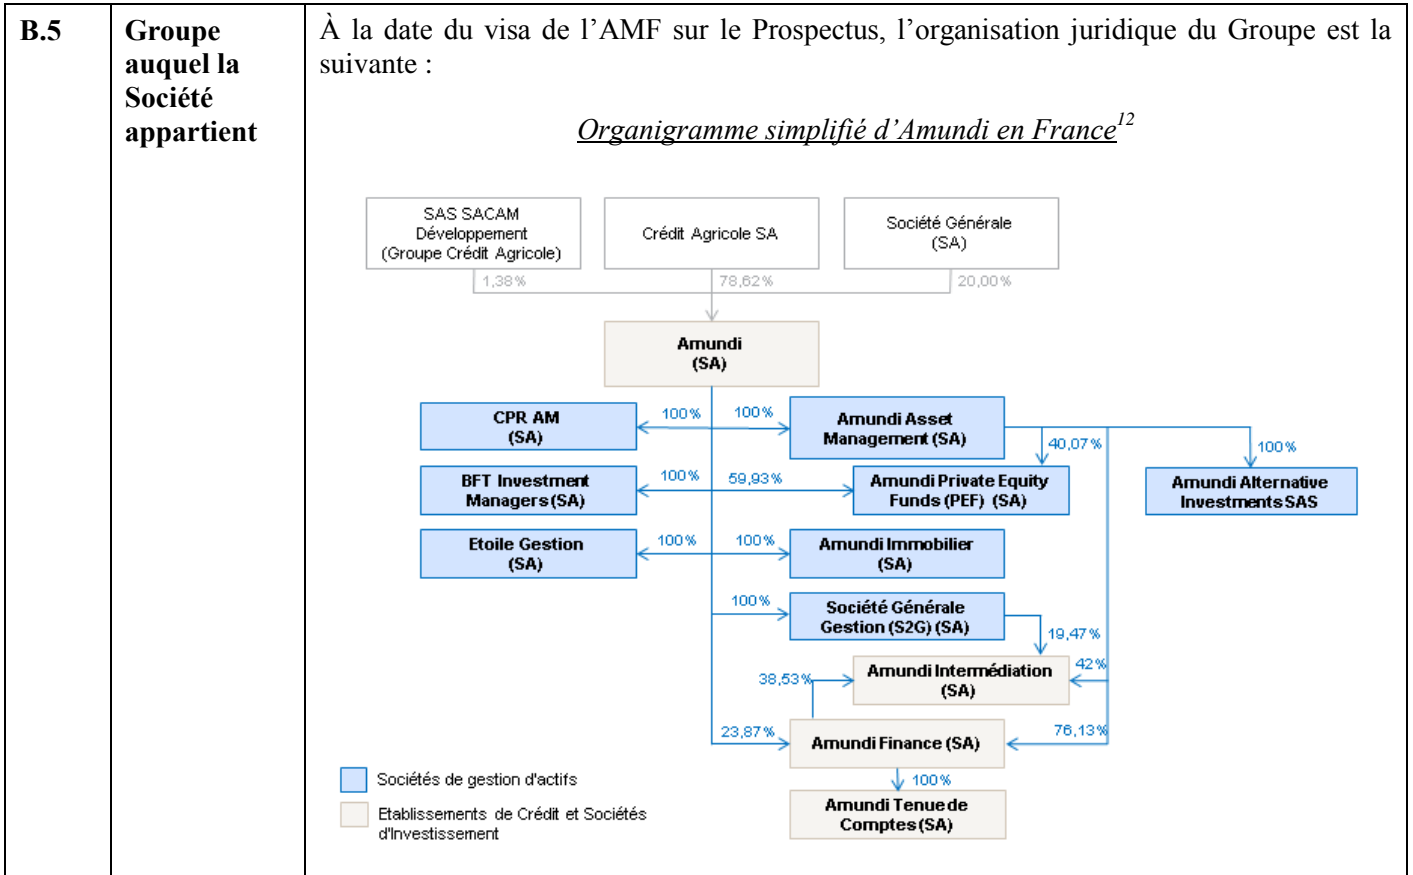 B.5
Groupe
auquel la
Société
appartient
À la date du visa de l’AMF sur le Prospectus, l’organisation juridique du Groupe est la
suivante :
Organigramme simplifié d’Amundi en France12
SAS SACAM
Développement
(Groupe Crédit Agricole)
Crédit Agricole SA
Société Générale
(SA)
1,38%
78,62%
20,00%
Amundi
(SA)
CPR AM
(SA)
100%
100%
Amundi Asset
Management (SA)
40,07%
100%
BFT Investment
Managers (SA)
100%
59,93%
Amundi Private Equity
Funds (PEF) (SA)
Amundi Alternative
Investments SAS
Etoile Gestion
(SA)
100%
100%
Amundi Immobilier
(SA)
100%
Société Générale
Gestion (S2G) (SA)
19,47%
38,53%
Amundi Intermédiation
(SA)
42%
23,87%
Amundi Finance (SA)
76,13%
100%
Amundi Tenue de
Comptes (SA)
Sociétés de gestion d'actifs
Etablissements de Crédit et Sociétés
d'Investissement